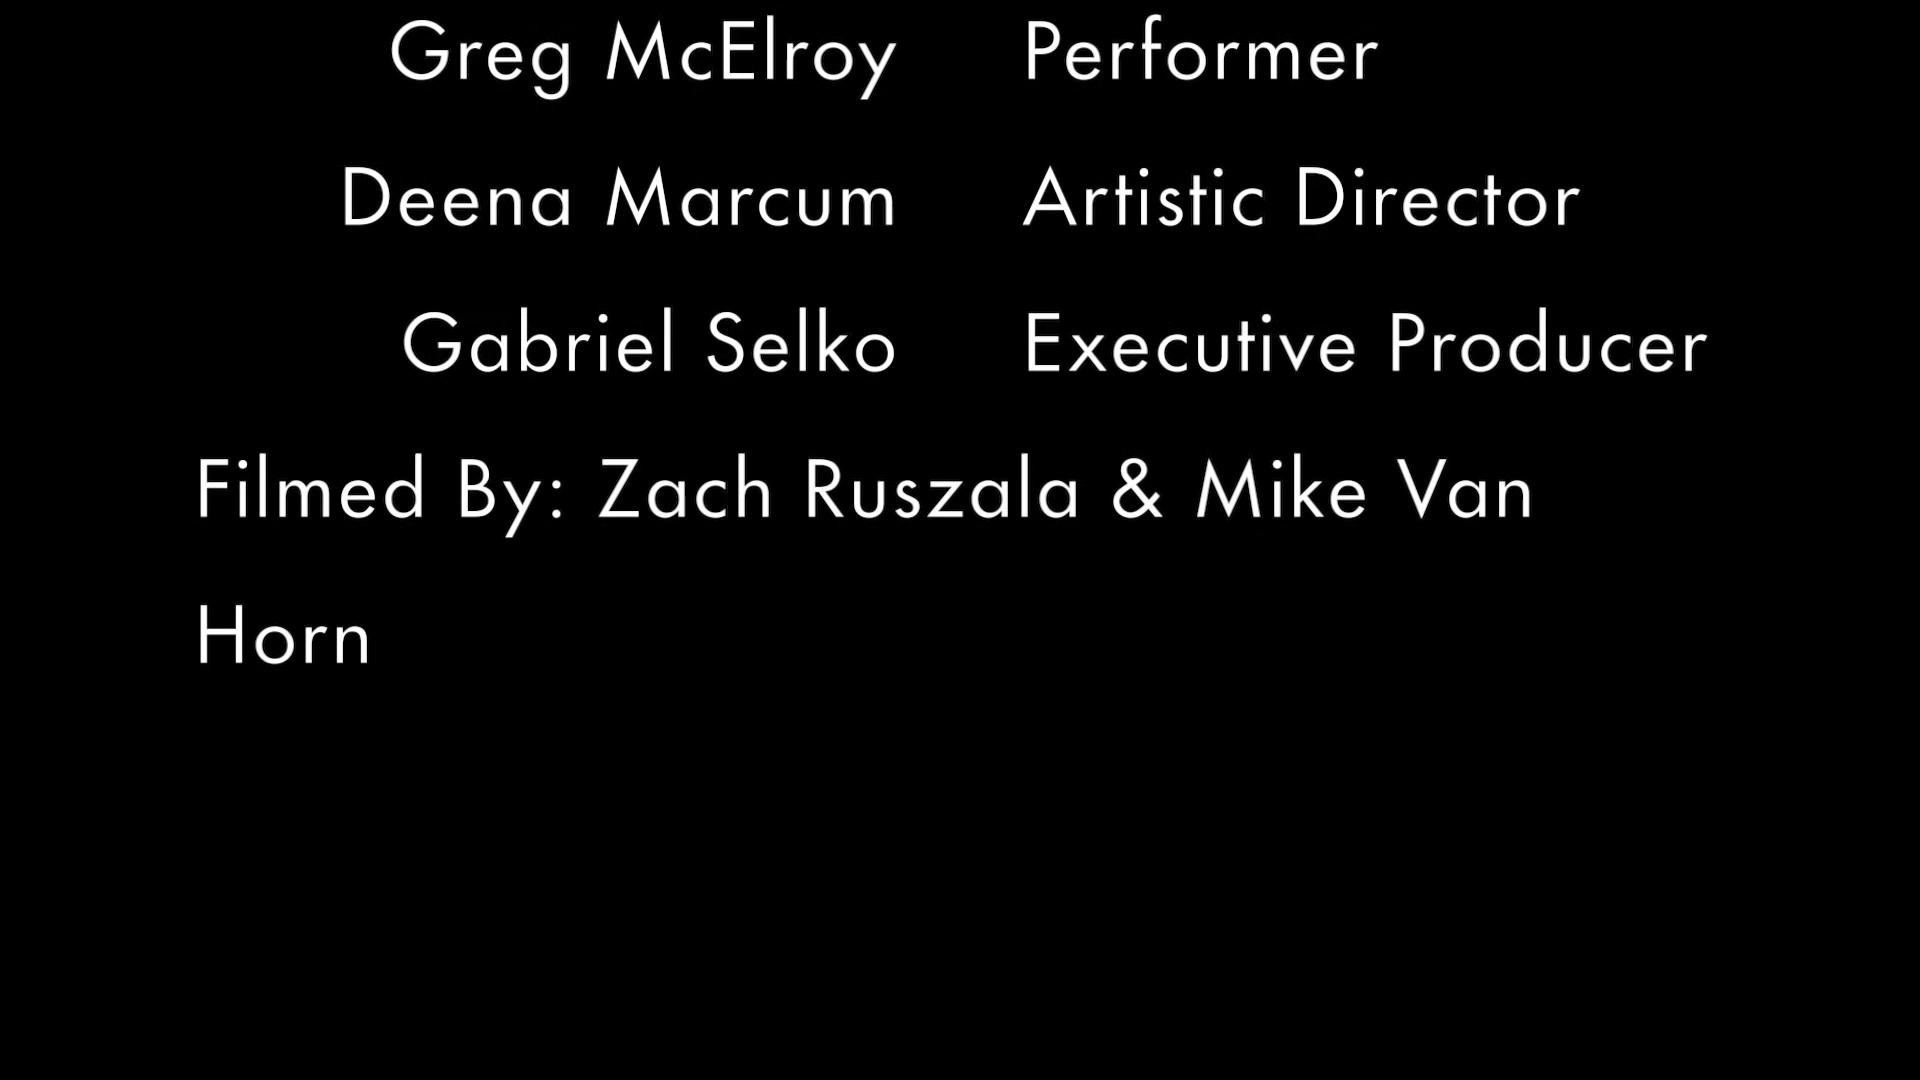 Greg McElroy Performer
Deena Marcum Artistic Director
Gabriel Selko Executive Producer
Filmed By: Zach Ruszala & Mike Van
Horn